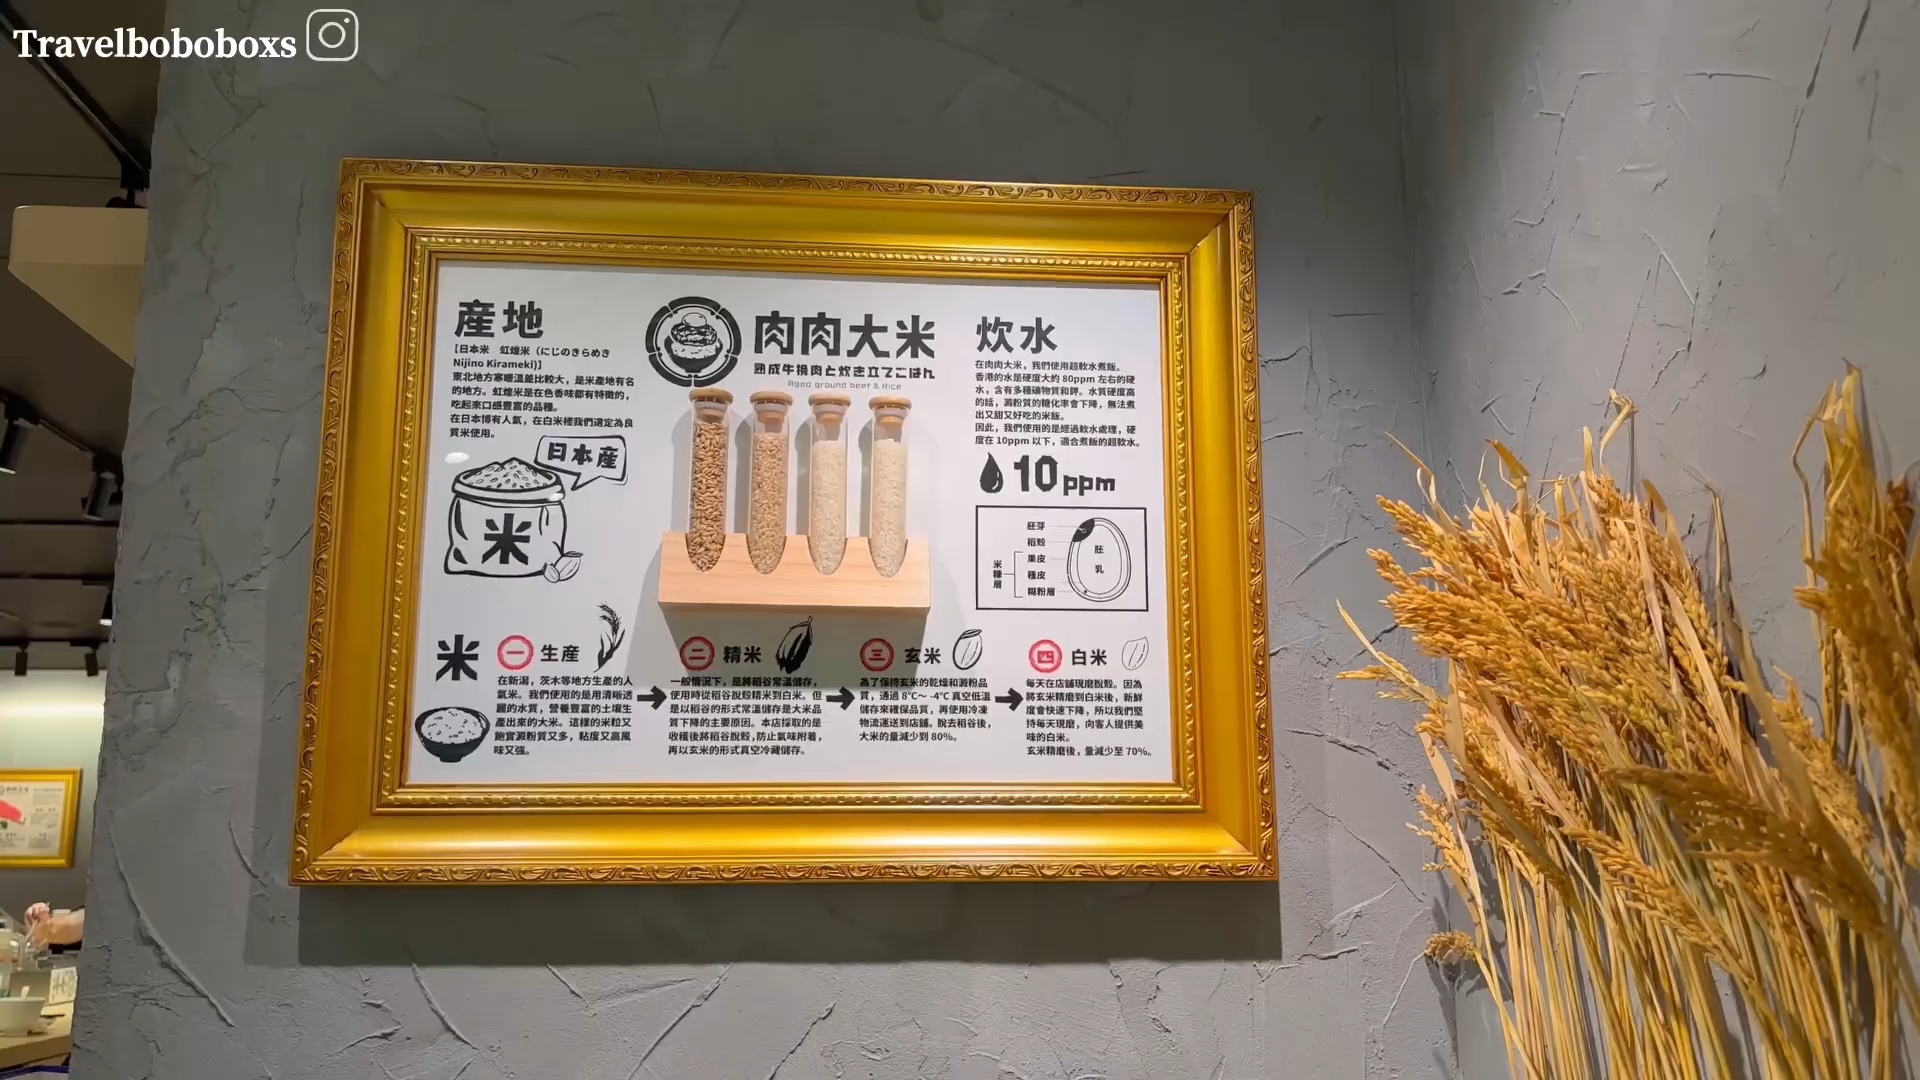 Travelboboboxs
産地
【日本米 虹煌米（にじのきらめき
Nijino Kirameki)】
東北地方寒暖溫差比較大，是米產地有名
的地方。虹煌米是在色香味都有特徴的，
吃起來口感豐富的品種。
在日本博有人氣，在白米裡我們選定為良
質米使用。
日本産
米
肉肉大米
熟成牛挽肉と炊き立てごはん
Aged ground beef & Rice
炊水
在肉肉大米，我們使用超軟水煮飯。
香港的水是硬度大約 80ppm 左右的硬
水，含有多種礦物質和鉀。水質硬度高
的話，澱粉質的糖化率會下降，無法煮
出又甜又好吃的米飯。
因此，我們使用的是經過軟水處理，硬
度在 10ppm 以下，適合煮飯的超軟水。
10 ppm
胚芽
稻殼
果皮
種皮
糊粉層
米糠層
胚乳
米
一 生産
在新潟，茨木等地方生產的人
氣米。我們使用的是用清晰透
麗的水質，營養豐富的土壤生
產出來的大米。這樣的米粒又
飽實澱粉質又多，粘度又高風
味又強。
二 精米
一般情況下，是將稻谷常溫儲存，
使用時從稻谷脫殼精米到白米。但
是以稻谷的形式常溫儲存是大米品
質下降的主要原因。本店採取的是
收穫後將稻谷脫殼，防止氣味附着，
再以玄米的形式真空冷藏儲存。
三 玄米
為了保持玄米的乾燥和澱粉品
質，通過 8℃～ -4℃ 真空低溫
儲存來確保品質，再使用冷凍
物流運送到店舖。脫去稻谷後，
大米的量減少到 80%。
四 白米
每天在店舖現磨脫殼。因為
將玄米精磨到白米後，新鮮
度會快速下降，所以我們堅
持每天現磨，向客人提供美
味的白米。
玄米精磨後，量減少至 70%。